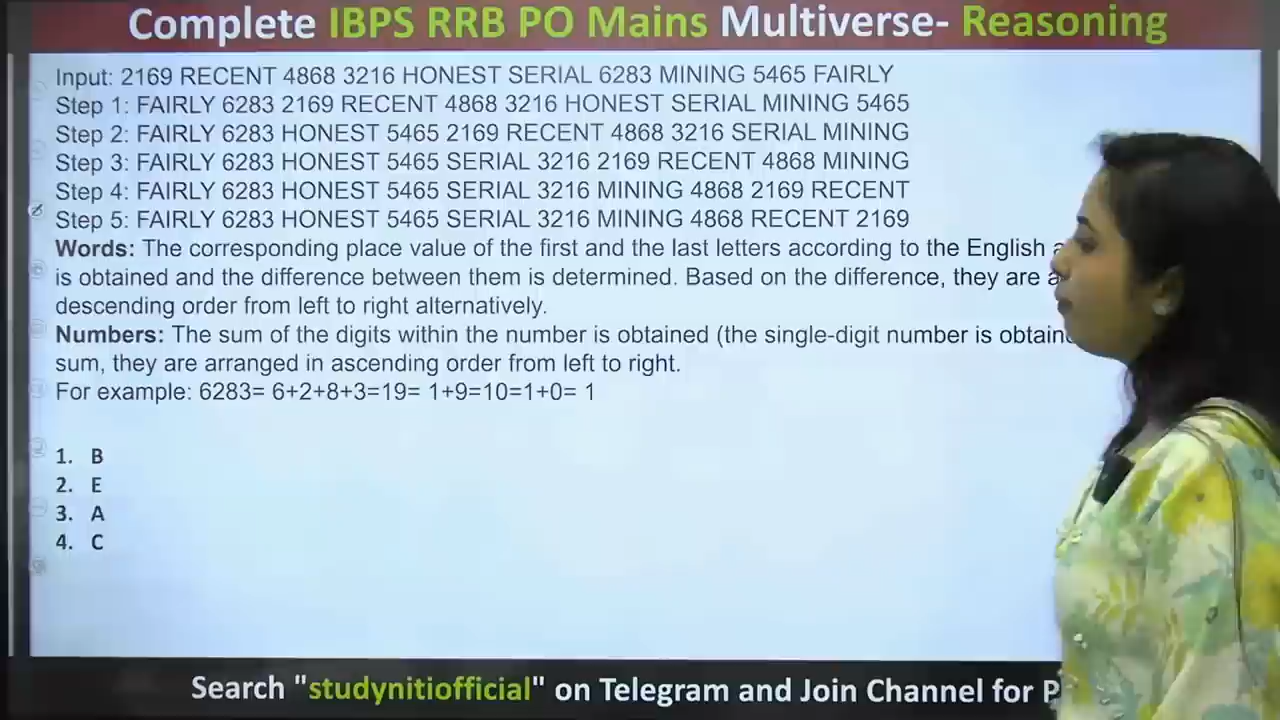 Complete IBPS RRB PO Mains Multiverse- Reasoning
Input: 2169 RECENT 4868 3216 HONEST SERIAL 6283 MINING 5465 FAIRLY
Step 1: FAIRLY 6283 2169 RECENT 4868 3216 HONEST SERIAL MINING 5465
Step 2: FAIRLY 6283 HONEST 5465 2169 RECENT 4868 3216 SERIAL MINING
Step 3: FAIRLY 6283 HONEST 5465 SERIAL 3216 2169 RECENT 4868 MINING
Step 4: FAIRLY 6283 HONEST 5465 SERIAL 3216 MINING 4868 2169 RECENT
Step 5: FAIRLY 6283 HONEST 5465 SERIAL 3216 MINING 4868 RECENT 2169
Words: The corresponding place value of the first and the last letters according to the English
is obtained and the difference between them is determined. Based on the difference, they are
descending order from left to right alternatively.
Numbers: The sum of the digits within the number is obtained (the single-digit number is
sum, they are arranged in ascending order from left to right.
For example: 6283= 6+2+8+3=19= 1+9=10=1+0= 1
1. B
2. E
3. A
4. C
Search "studynitiofficial" on Telegram and Join Channel for